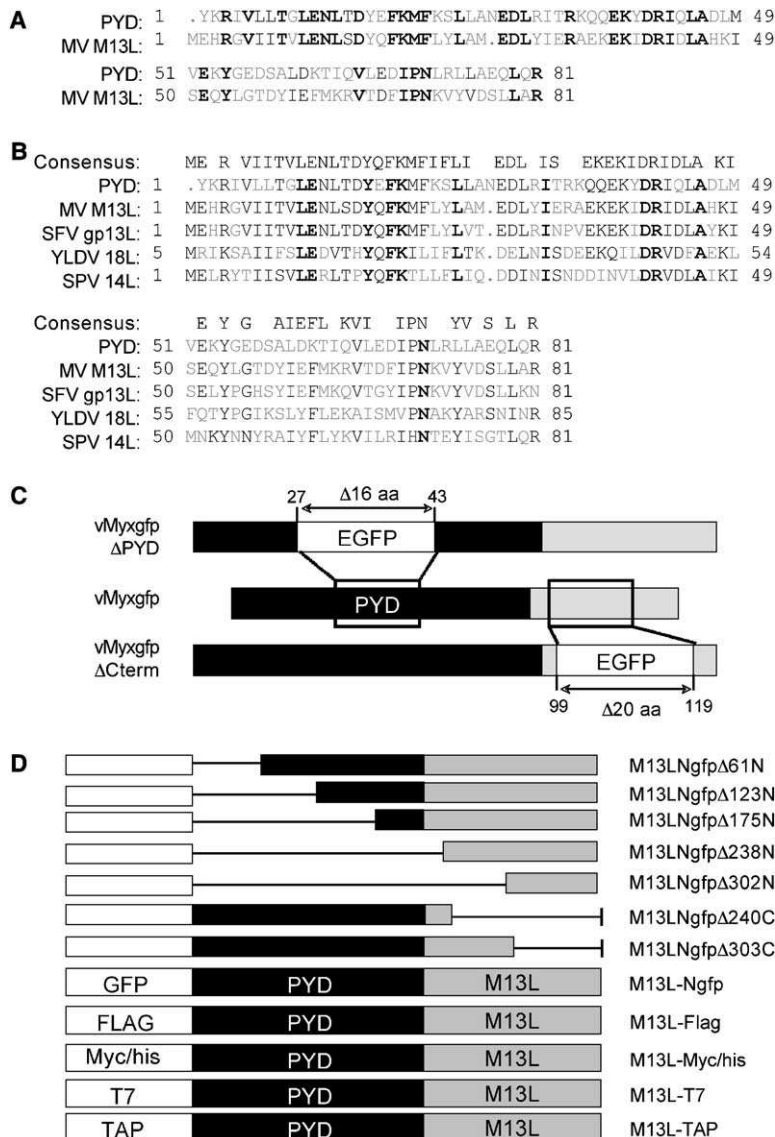 A
PYD: 1 .YKRIVLLTGLENLTDYEFKMFKSLLANEDLRITRKQQEKYDRIQLADLM 49
MV M13L: 1 MEHRGVIITVLENLSDYQFKMFLYLAM.EDLYIERAEKEKIDRIDLAHKI 49
PYD: 51 VEKYGEDSALDKTIQVLEDIPNLRLLAEQLQR 81
MV M13L: 50 SEQYLGTDYIEFMKRVTDFIPNKVYVDSLLAR 81
B
Consensus: ME R VIITVLENLTDYQFKMFIFLI EDL IS EKEKIDRIDLA KI
PYD: 1 .YKRIVLLTGLENLTDYEFKMFKSLLANEDLRITRKQQEKYDRIQLADLM 49
MV M13L: 1 MEHRGVIITVLENLSDYQFKMFLYLAM.EDLYIERAEKEKIDRIDLAHKI 49
SFV gp13L: 1 MEHRGVIITVLENLSDYQFKMFLYLVT.EDLRINPVEKEKIDRIDLAYKI 49
YLDV 18L: 5 MRIKSAIIFSLEDVTHYQFKILIFLTK.DELNISDEEKQILDRVDFAEKL 54
SPV 14L: 1 MELRYTIISVLERLTPYQFKTLLFLIQ.DDINISNDDINVLDRVDLAIKI 49
Consensus: E Y G AIEFL KVI IPN YV S L R
PYD: 51 VEKYGEDSALDKTIQVLEDIPNLRLLAEQLQR 81
MV M13L: 50 SEQYLGTDYIEFMKRVTDFIPNKVYVDSLLAR 81
SFV gp13L: 50 SELYPGHSYIEFMKQVTGYIPNKVYVDSLLKN 81
YLDV 18L: 55 FQTYPGIKSLYFLEKAISMVPNAKYARSNINR 85
SPV 14L: 50 MNKYNNYRAIYFLYKVILRIHNTEYISGTLQR 81
C
27 Δ16 aa 43
vMyxgfp ΔPYD EGFP
vMyxgfp PYD
vMyxgfp ΔCterm EGFP
99 Δ20 aa 119
D
M13LNgfpΔ61N
M13LNgfpΔ123N
M13LNgfpΔ175N
M13LNgfpΔ238N
M13LNgfpΔ302N
M13LNgfpΔ240C
M13LNgfpΔ303C
GFP PYD M13L M13L-Ngfp
FLAG PYD M13L M13L-Flag
Myc/his PYD M13L M13L-Myc/his
T7 PYD M13L M13L-T7
TAP PYD M13L M13L-TAP